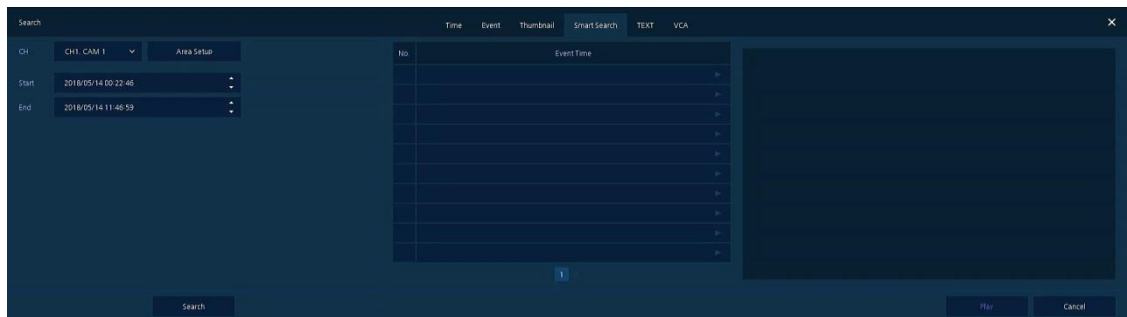 Search
Time Event Thumbnail Smart Search TEXT VCA
CH CH1. CAM 1 Area Setup
Start 2018/05/14 00:22:46
End 2018/05/14 11:46:59
No. Event Time
1
Search
Play Cancel